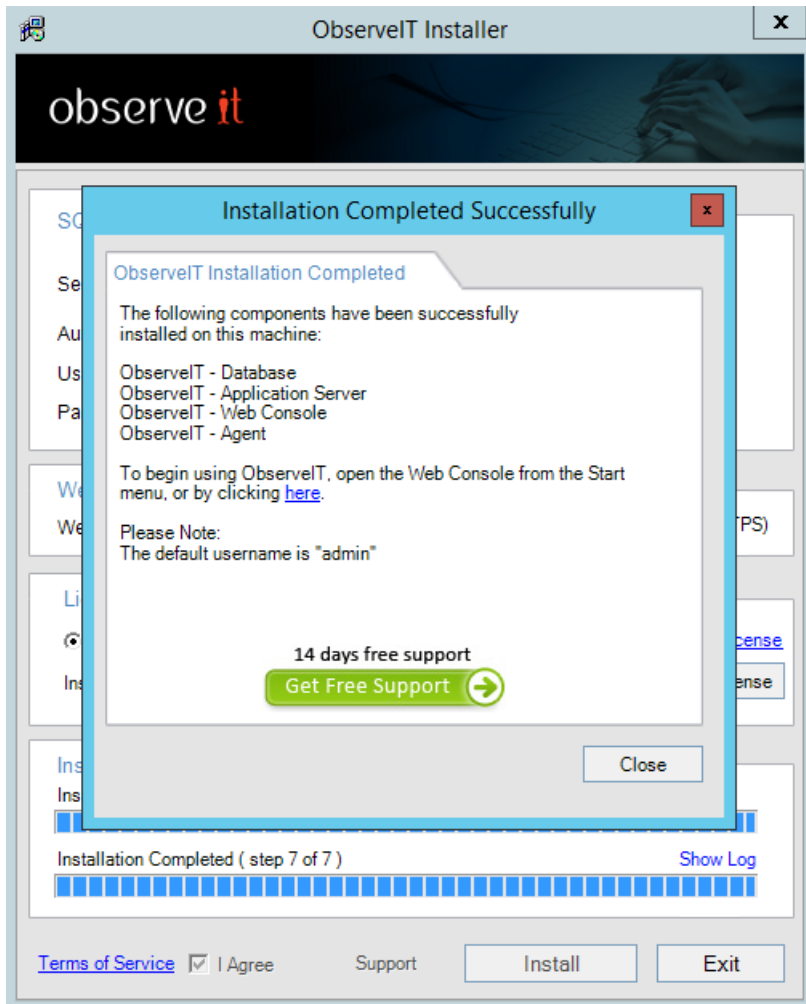 ObserveIT Installer
x
observe it
Installation Completed Successfully
x
ObserveIT Installation Completed
The following components have been successfully
installed on this machine:
ObserveIT - Database
ObserveIT - Application Server
ObserveIT - Web Console
ObserveIT - Agent
To begin using ObserveIT, open the Web Console from the Start
menu, or by clicking here.
Please Note:
The default username is "admin"
14 days free support
Get Free Support
Close
Installation Completed ( step 7 of 7 )
Show Log
Terms of Service
I Agree
Support
Install
Exit